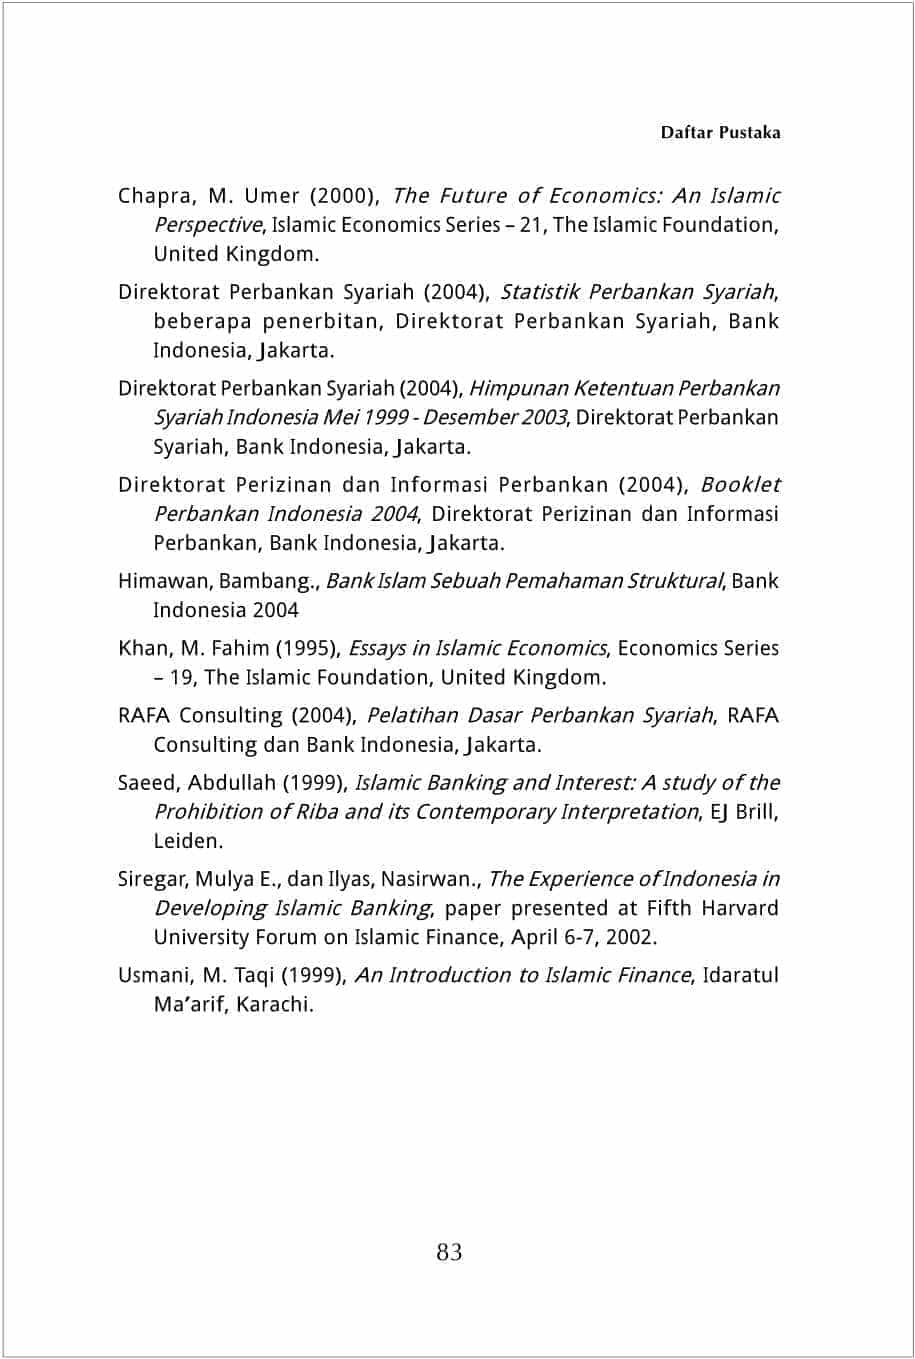 Daftar Pustaka
Chapra, M. Umer (2000), The Future of Economics: An Islamic
Perspective, Islamic Economics Series – 21, The Islamic Foundation,
United Kingdom.
Direktorat Perbankan Syariah (2004), Statistik Perbankan Syariah,
beberapa penerbitan, Direktorat Perbankan Syariah, Bank
Indonesia, Jakarta.
Direktorat Perbankan Syariah (2004), Himpunan Ketentuan Perbankan
Syariah Indonesia Mei 1999 - Desember 2003, Direktorat Perbankan
Syariah, Bank Indonesia, Jakarta.
Direktorat Perizinan dan Informasi Perbankan (2004), Booklet
Perbankan Indonesia 2004, Direktorat Perizinan dan Informasi
Perbankan, Bank Indonesia, Jakarta.
Himawan, Bambang., Bank Islam Sebuah Pemahaman Struktural, Bank
Indonesia 2004
Khan, M. Fahim (1995), Essays in Islamic Economics, Economics Series
– 19, The Islamic Foundation, United Kingdom.
RAFA Consulting (2004), Pelatihan Dasar Perbankan Syariah, RAFA
Consulting dan Bank Indonesia, Jakarta.
Saeed, Abdullah (1999), Islamic Banking and Interest: A study of the
Prohibition of Riba and its Contemporary Interpretation, EJ Brill,
Leiden.
Siregar, Mulya E., dan Ilyas, Nasirwan., The Experience of Indonesia in
Developing Islamic Banking, paper presented at Fifth Harvard
University Forum on Islamic Finance, April 6-7, 2002.
Usmani, M. Taqi (1999), An Introduction to Islamic Finance, Idaratul
Ma’arif, Karachi.
83